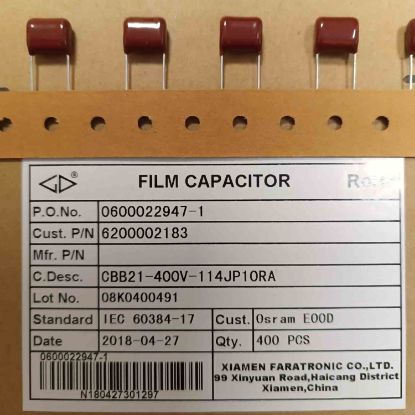 FILM CAPACITOR
P.O.No. 0600022947-1
Cust. P/N 6200002183
Mfr. P/N
C.Desc. CBB21-400V-114JP10RA
Lot No. 08K0400491
Standard IEC 60384-17 Cust. Osram EOOD
Date 2018-04-27 Qty. 400 PCS
0600022947-1
N180427301297
XIAMEN FARATRONIC CO.,LTD.
99 Xinyuan Road,Haicang District
Xiamen,China